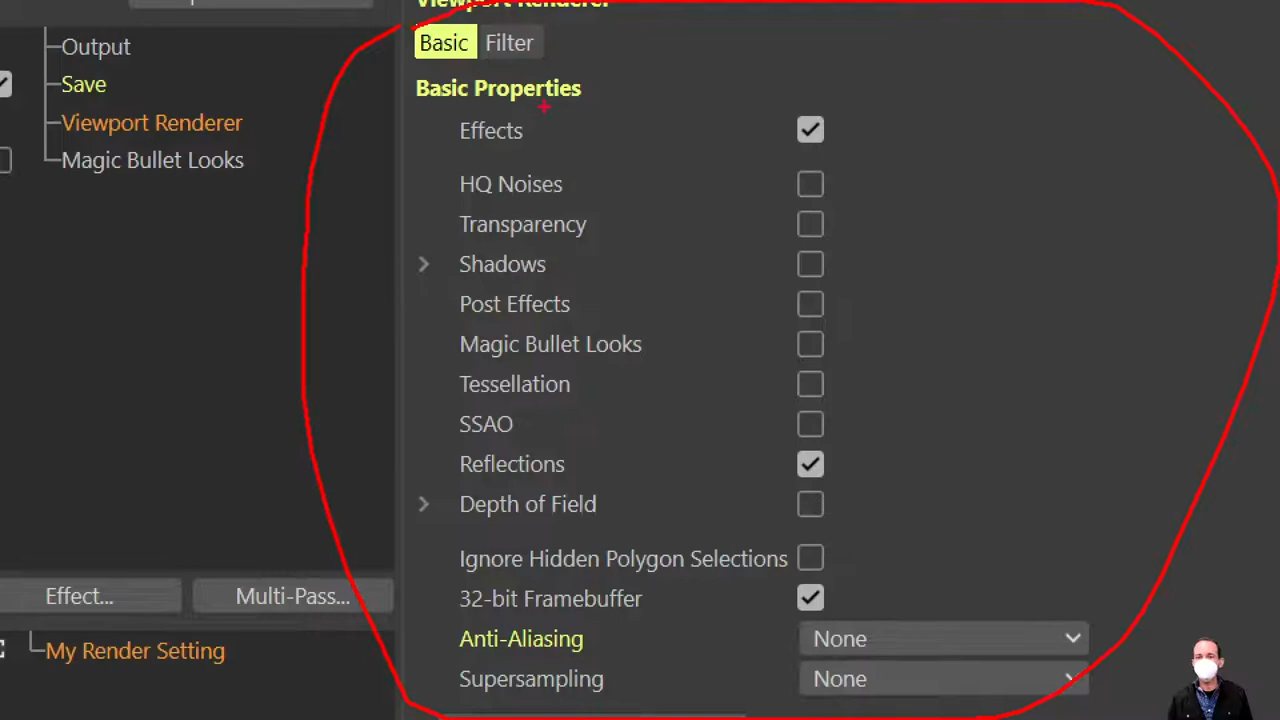 Viewport Renderer
Output
Save
Viewport Renderer
Magic Bullet Looks
Effect...
Multi-Pass...
My Render Setting
Basic
Filter
Basic Properties
Effects
HQ Noises
Transparency
Shadows
Post Effects
Magic Bullet Looks
Tessellation
SSAO
Reflections
Depth of Field
Ignore Hidden Polygon Selections
32-bit Framebuffer
Anti-Aliasing None
Supersampling None